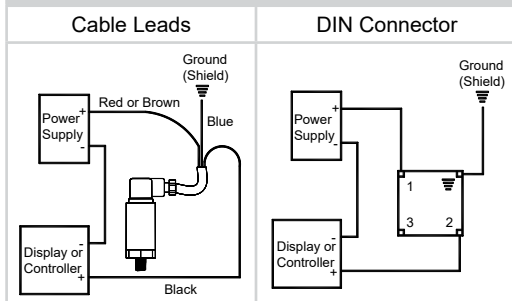 Cable Leads
Ground
(Shield)
Red or Brown
+
Power
Supply
-
Blue
-
Display or
Controller
+
Black
DIN Connector
Ground
(Shield)
+
Power
Supply
-
1
3
2
-
Display or
Controller
+